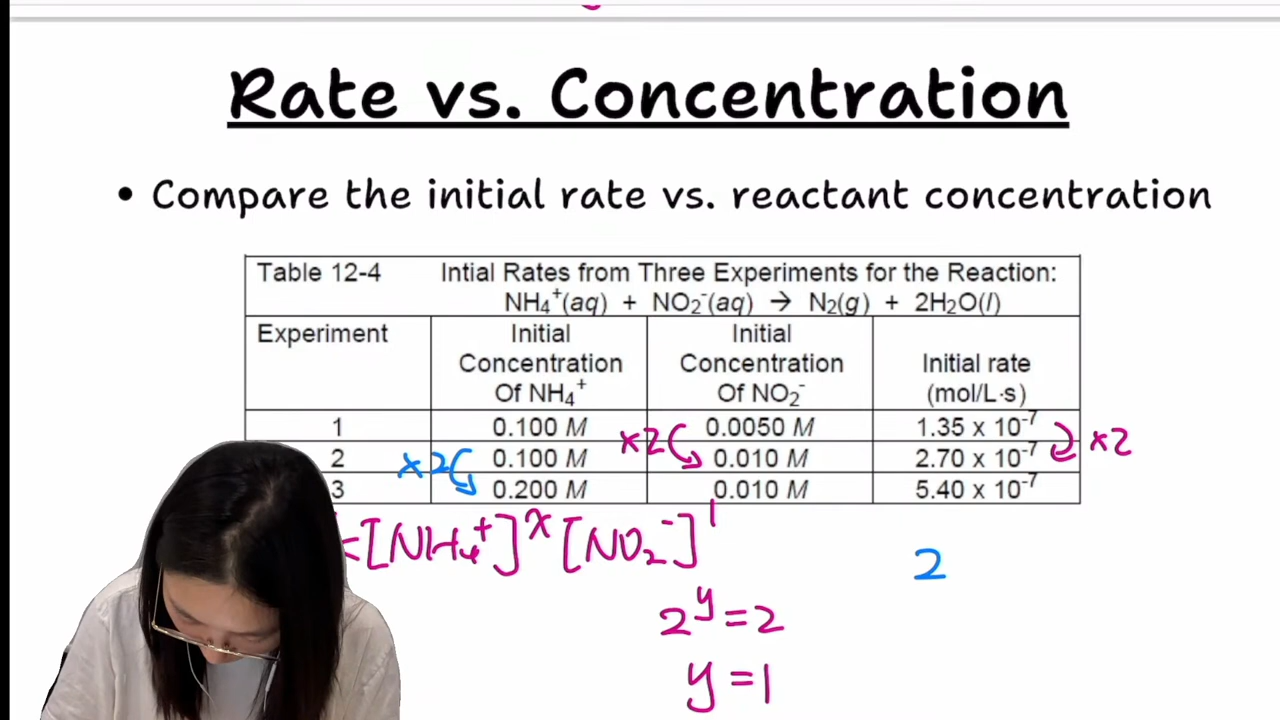 Rate vs. Concentration
• Compare the initial rate vs. reactant concentration
Table 12-4 Intial Rates from Three Experiments for the Reaction:
NH₄⁺(aq) + NO₂⁻(aq) → N₂(g) + 2H₂O(l)
Experiment
Initial
Concentration
Of NH₄⁺
Initial
Concentration
Of NO₂⁻
Initial rate
(mol/L·s)
1 0.100 M 0.0050 M 1.35 x 10⁻⁷
×2 ×2
2 0.100 M 0.010 M 2.70 x 10⁻⁷
×2
3 0.200 M 0.010 M 5.40 x 10⁻⁷
[NH₄⁺]ˣ [NO₂⁻]¹
2
2ʸ = 2
y = 1